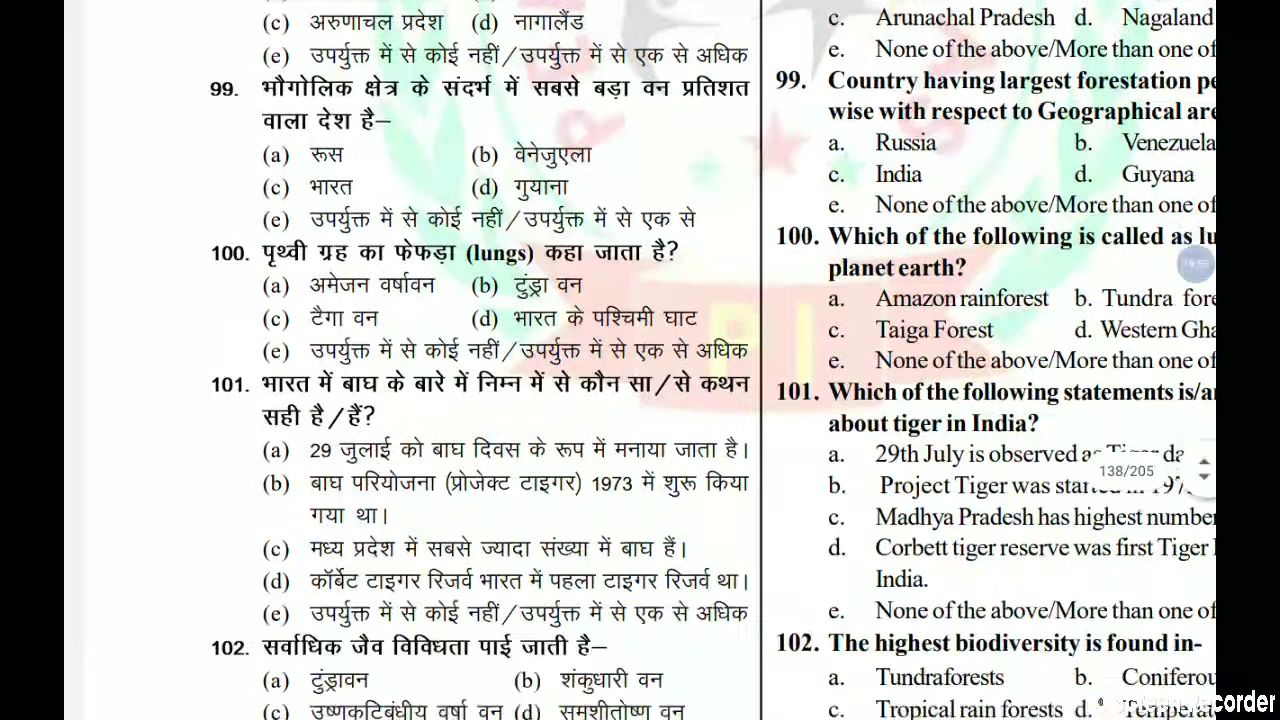 (c) अरुणाचल प्रदेश (d) नागालैंड
(e) उपर्युक्त में से कोई नहीं/उपर्युक्त में से एक से अधिक
99. भौगोलिक क्षेत्र के संदर्भ में सबसे बड़ा वन प्रतिशत
वाला देश है–
(a) रूस (b) वेनेजुएला
(c) भारत (d) गुयाना
(e) उपर्युक्त में से कोई नहीं/उपर्युक्त में से एक से
100. पृथ्वी ग्रह का फेफड़ा (lungs) कहा जाता है?
(a) अमेजन वर्षावन (b) टुंड्रा वन
(c) टैगा वन (d) भारत के पश्चिमी घाट
(e) उपर्युक्त में से कोई नहीं/उपर्युक्त में से एक से अधिक
101. भारत में बाघ के बारे में निम्न में से कौन सा/से कथन
सही है/हैं?
(a) 29 जुलाई को बाघ दिवस के रूप में मनाया जाता है।
(b) बाघ परियोजना (प्रोजेक्ट टाइगर) 1973 में शुरू किया
गया था।
(c) मध्य प्रदेश में सबसे ज्यादा संख्या में बाघ हैं।
(d) कॉर्बेट टाइगर रिजर्व भारत में पहला टाइगर रिजर्व था।
(e) उपर्युक्त में से कोई नहीं/उपर्युक्त में से एक से अधिक
102. सर्वाधिक जैव विविधता पाई जाती है–
(a) टुंड्रावन (b) शंकुधारी वन
(c) उष्णकटिबंधीय वर्षा वन (d) समशीतोष्ण वन
c. Arunachal Pradesh d. Nagaland
e. None of the above/More than one of
99. Country having largest forestation pe
wise with respect to Geographical are
a. Russia b. Venezuela
c. India d. Guyana
e. None of the above/More than one of
100. Which of the following is called as lu
planet earth?
a. Amazon rainforest b. Tundra fore
c. Taiga Forest d. Western Gha
e. None of the above/More than one of
101. Which of the following statements is/ar
about tiger in India?
a. 29th July is observed as Tiger da
138/205
b. Project Tiger was started in 197
c. Madhya Pradesh has highest number
d. Corbett tiger reserve was first Tiger
India.
e. None of the above/More than one of
102. The highest biodiversity is found in-
a. Tundraforests b. Coniferou
c. Tropical rain forests d.